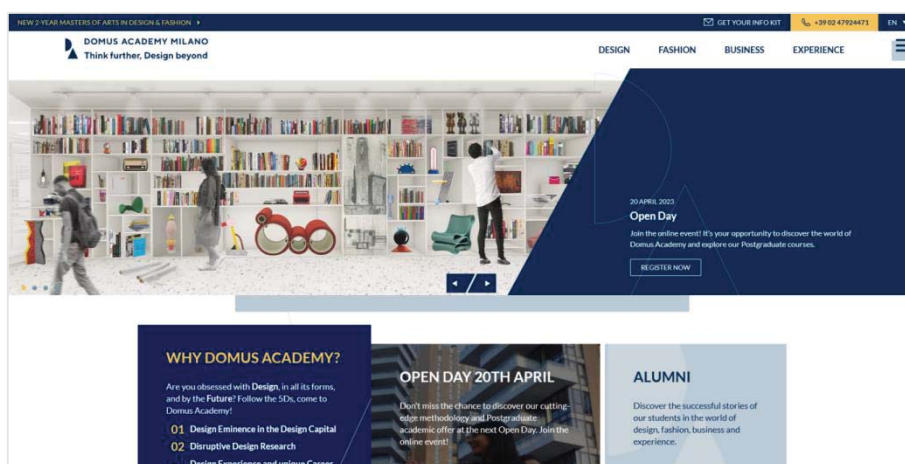 NEW 2-YEAR MASTERS OF ARTS IN DESIGN & FASHION
GET YOUR INFO KIT
+39 02 47924471
EN
DOMUS ACADEMY MILANO
Think further, Design beyond
DESIGN
FASHION
BUSINESS
EXPERIENCE
20 APRIL 2023
Open Day
Join the online event! It's your opportunity to discover the world of
Domus Academy and explore our Postgraduate courses.
REGISTER NOW
WHY DOMUS ACADEMY?
Are you obsessed with Design, in all its forms,
and by the Future? Follow the 5Ds, come to
Domus Academy!
01 Design Eminence in the Design Capital
02 Disruptive Design Research
Design Experience and unique Career
OPEN DAY 20TH APRIL
Don't miss the chance to discover our cutting-
edge methodology and Postgraduate
academic offer at the next Open Day. Join the
online event!
ALUMNI
Discover the successful stories of
our students in the world of
design, fashion, business and
experience.